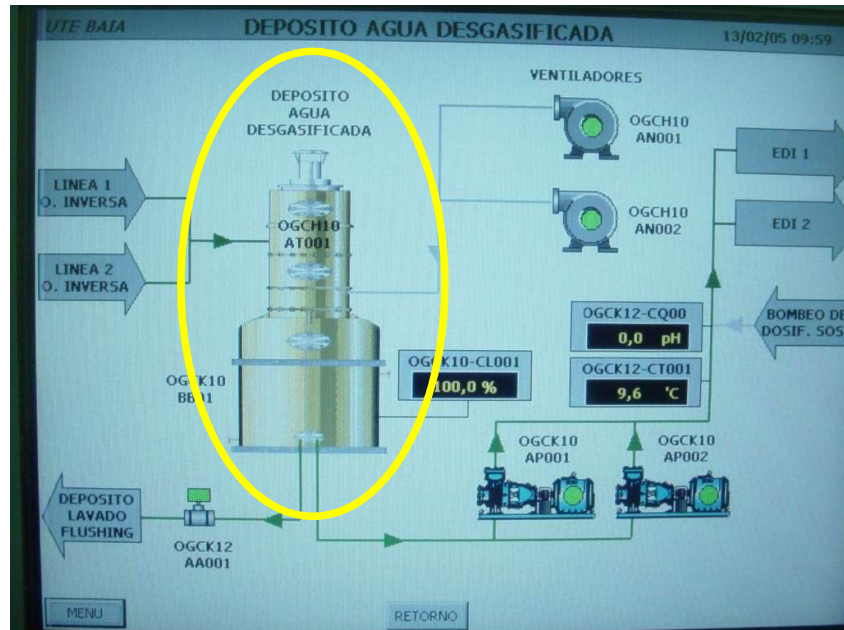 UTE BAIA
DEPOSITO AGUA DESGASIFICADA
13/02/05 09:59
VENTILADORES
DEPOSITO
AGUA
DESGASIFICADA
OGCH10
AN001
EDI 1
LINEA 1
O. INVERSA
OGCH10
AT001
OGCH10
AN002
EDI 2
LINEA 2
O. INVERSA
OGCK12-CQ00
0,0 pH
BOMBEO DE
DOSIF. SOS
OGCK10-CL001
100,0 %
OGCK12-CT001
9,6 'C
OGCK10
BB01
OGCK10
AP001
OGCK10
AP002
DEPOSITO
LAVADO
FLUSHING
OGCK12
AA001
MENU
RETORNO